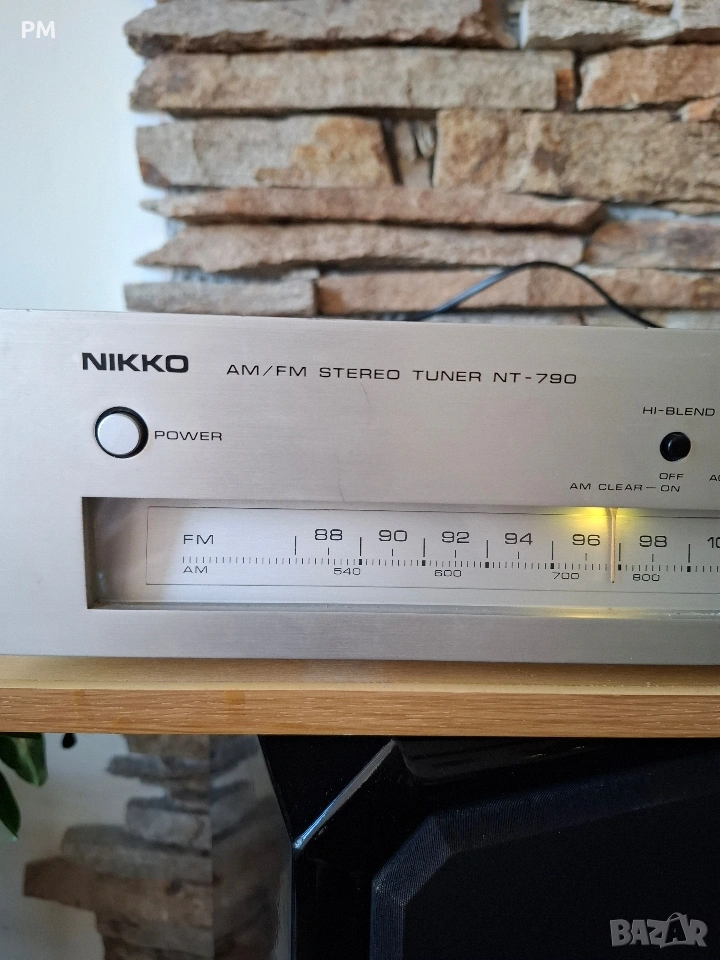 PM
NIKKO AM/FM STEREO TUNER NT-790
POWER
HI-BLEND
OFF
AM CLEAR — ON
FM 88 90 92 94 96 98
AM 540 600 700 800
BAZAR